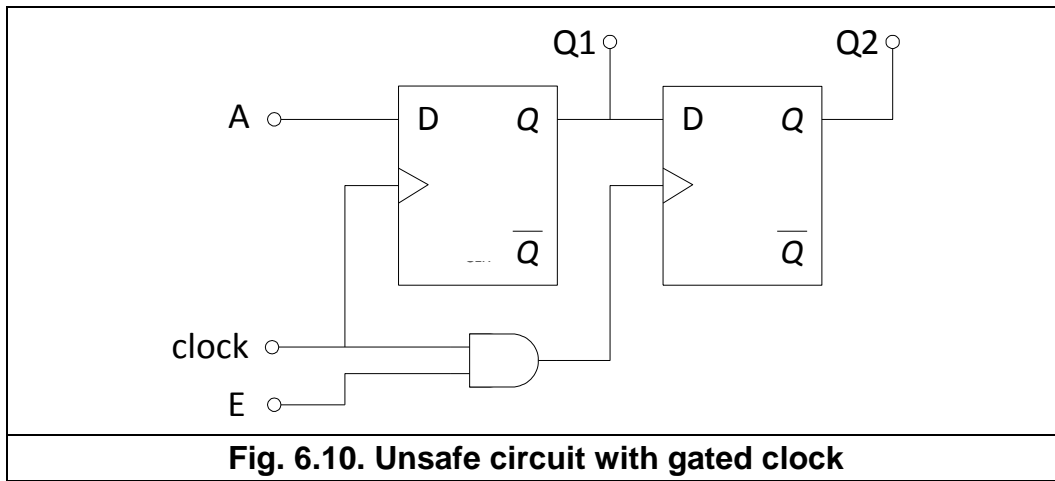 Q1 Q2
A D Q D Q
Q Q
clock
E
Fig. 6.10. Unsafe circuit with gated clock